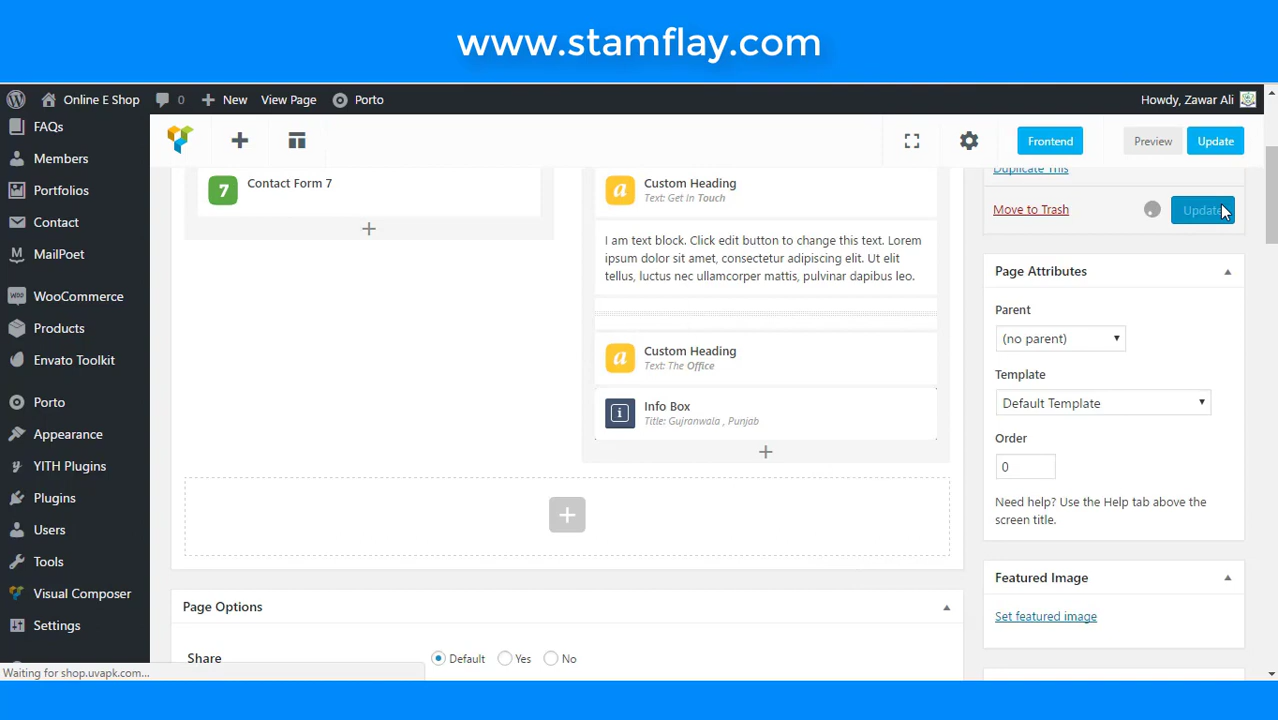 www.stamflay.com
Online E Shop
0
New
View Page
Porto
Howdy, Zawar Ali
FAQs
Members
Portfolios
Contact
MailPoet
WooCommerce
Products
Envato Toolkit
Porto
Appearance
YITH Plugins
Plugins
Users
Tools
Visual Composer
Settings
Frontend
Preview
Update
7
Contact Form 7
a
Custom Heading
Text: Get In Touch
I am text block. Click edit button to change this text. Lorem
ipsum dolor sit amet, consectetur adipiscing elit. Ut elit
tellus, luctus nec ullamcorper mattis, pulvinar dapibus leo.
a
Custom Heading
Text: The Office
i
Info Box
Title: Gujranwala , Punjab
Page Options
Share
Default
Yes
No
Duplicate This
Move to Trash
Update
Page Attributes
Parent
(no parent)
Template
Default Template
Order
0
Need help? Use the Help tab above the
screen title.
Featured Image
Set featured image
Waiting for shop.uvapk.com...